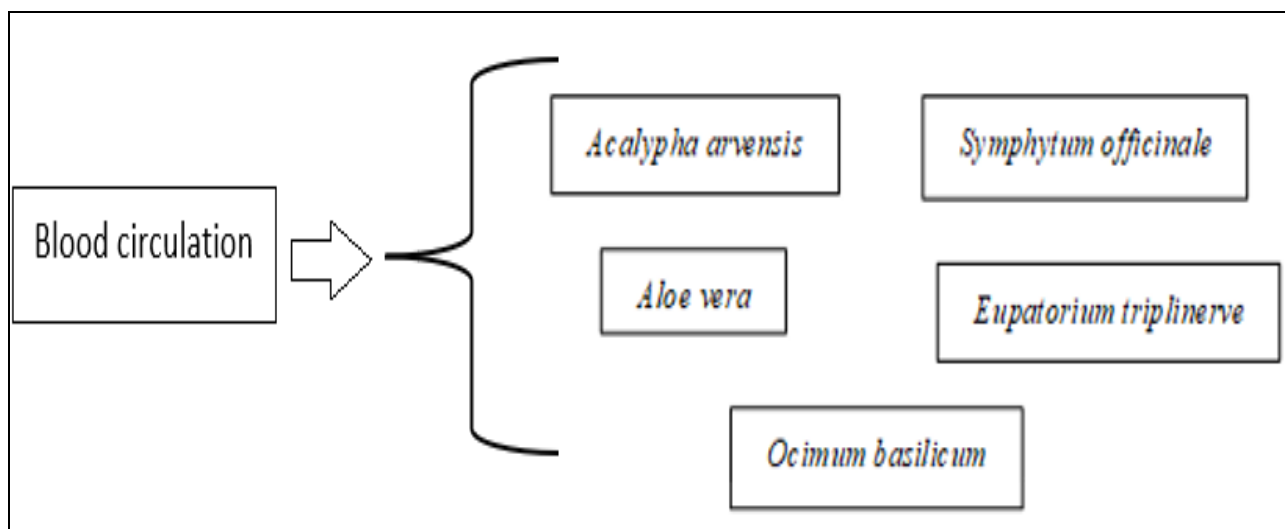 Blood circulation
Acalypha arvensis
Symphytum officinale
Aloe vera
Eupatorium triplinerve
Ocimum basilicum